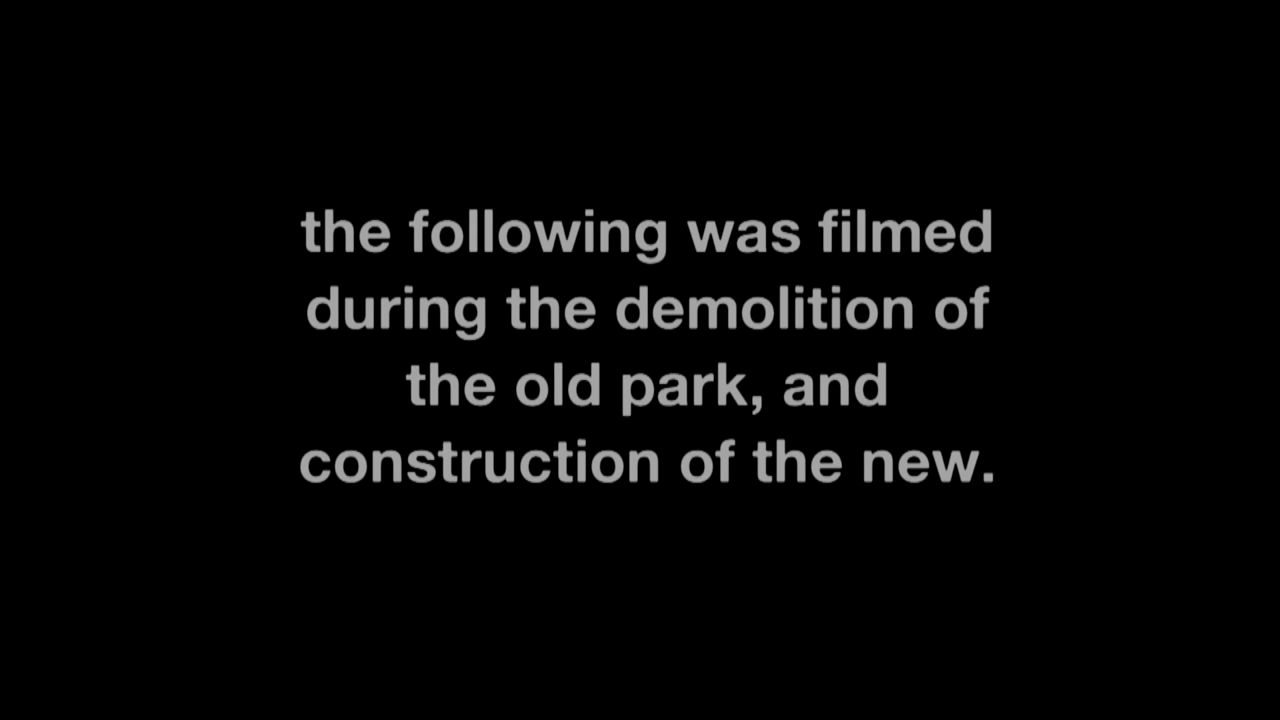 the following was filmed
during the demolition of
the old park, and
construction of the new.